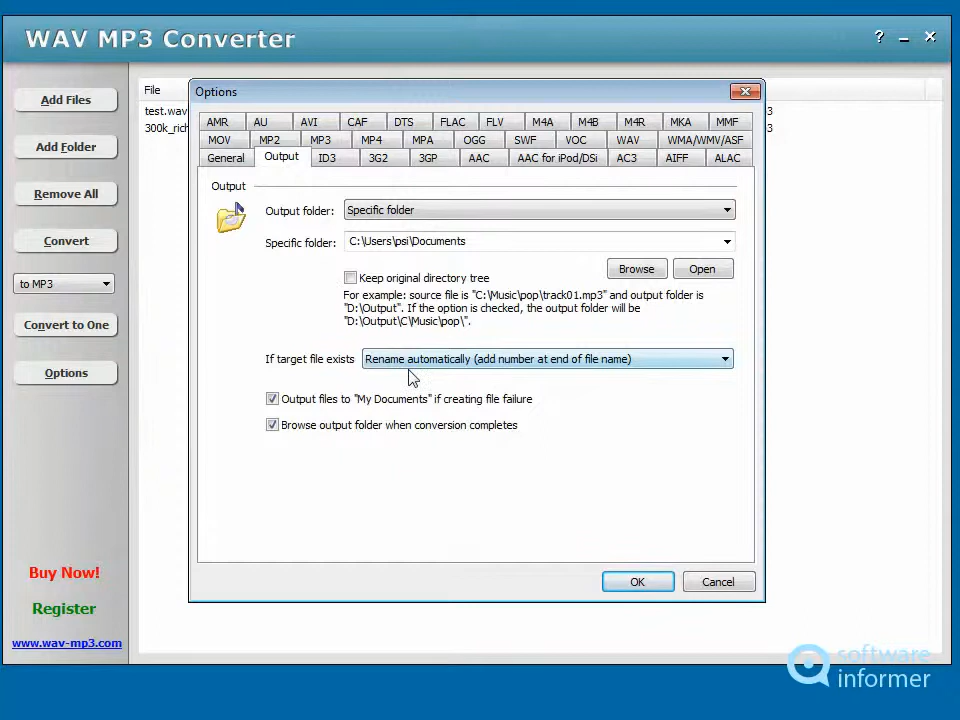 WAV MP3 Converter
?
Add Files
Add Folder
Remove All
Convert
to MP3
Convert to One
Options
Buy Now!
Register
www.wav-mp3.com
File
test.wav
3
300k_rich
3
Options
AMR AU AVI CAF DTS FLAC FLV M4A M4B M4R MKA MMF
MOV MP2 MP3 MP4 MPA OGG SWF VOC WAV WMA/WMV/ASF
General Output ID3 3G2 3GP AAC AAC for iPod/DSi AC3 AIFF ALAC
Output
Output folder: Specific folder
Specific folder: C:\Users\psi\Documents
Browse Open
Keep original directory tree
For example: source file is "C:\Music\pop\track01.mp3" and output folder is
"D:\Output". If the option is checked, the output folder will be
"D:\Output\C\Music\pop\".
If target file exists Rename automatically (add number at end of file name)
Output files to "My Documents" if creating file failure
Browse output folder when conversion completes
OK Cancel
software
informer